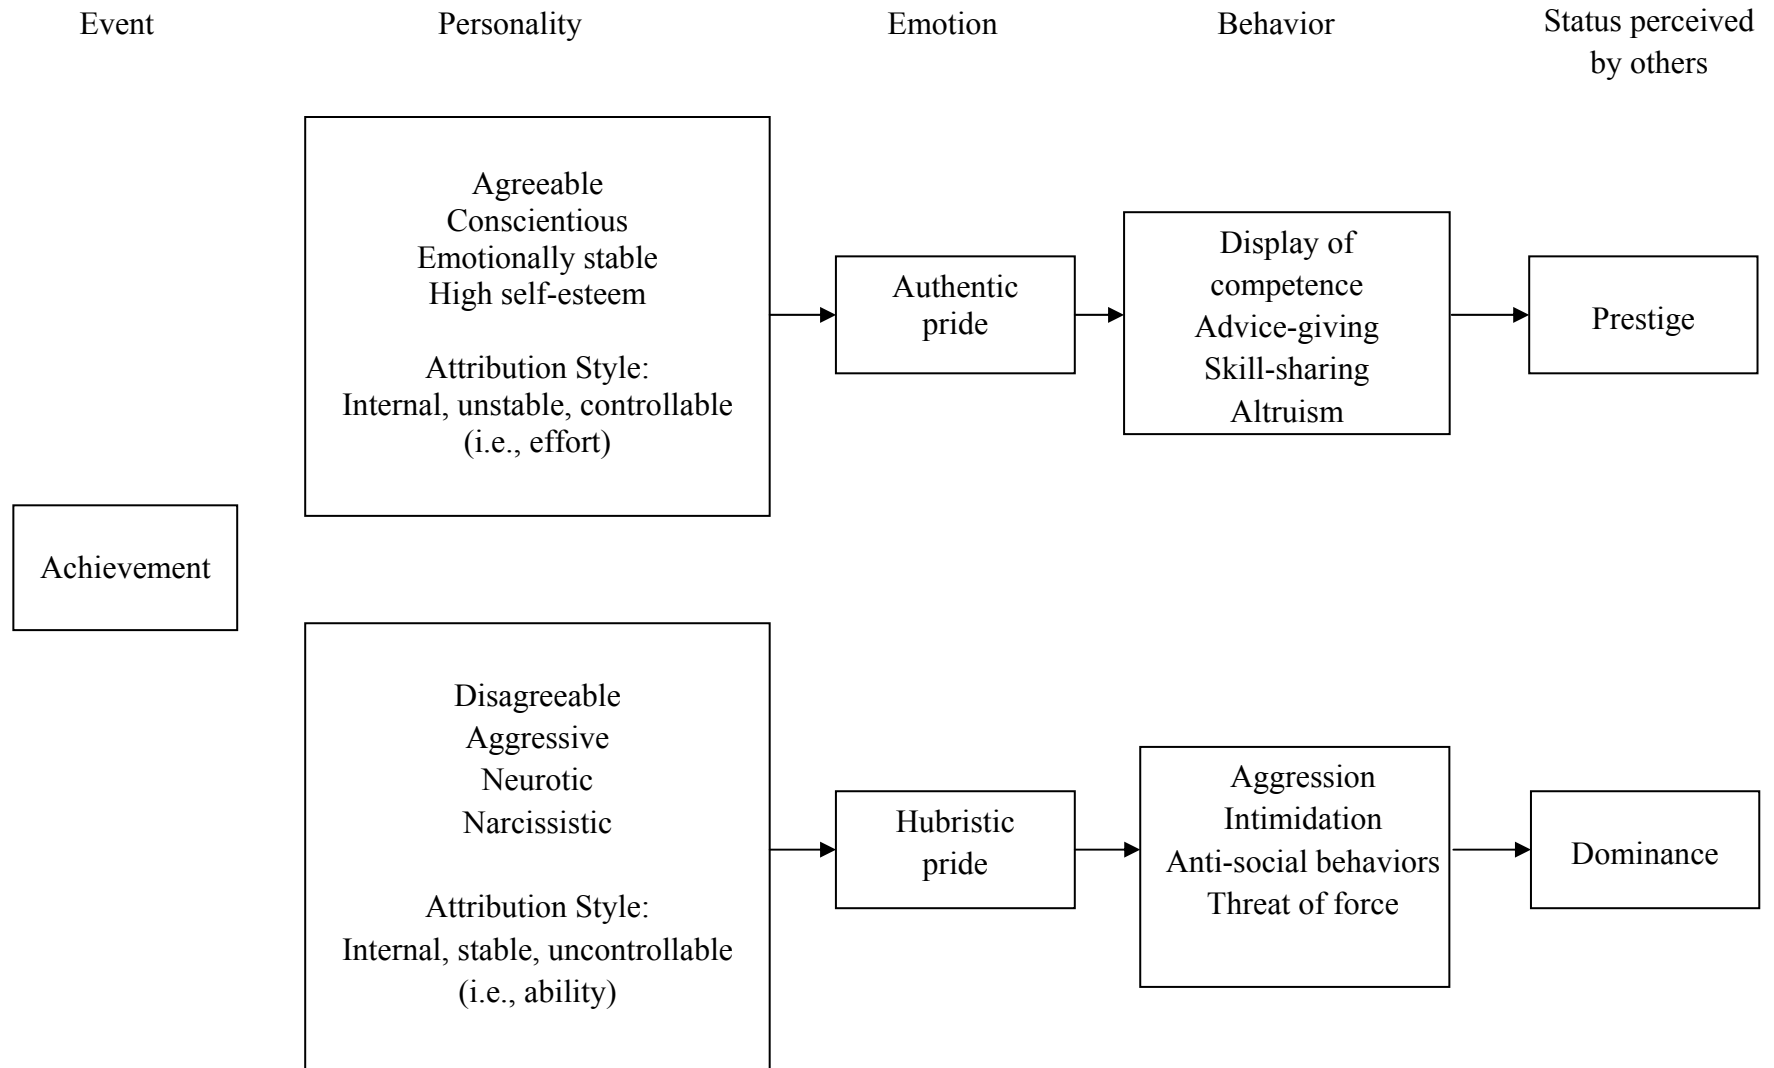 Event
Personality
Emotion
Behavior
Status perceived
by others
Agreeable
Conscientious
Emotionally stable
High self-esteem
Attribution Style:
Internal, unstable, controllable
(i.e., effort)
Authentic
pride
Display of
competence
Advice-giving
Skill-sharing
Altruism
Prestige
Achievement
Disagreeable
Aggressive
Neurotic
Narcissistic
Attribution Style:
Internal, stable, uncontrollable
(i.e., ability)
Hubristic
pride
Aggression
Intimidation
Anti-social behaviors
Threat of force
Dominance